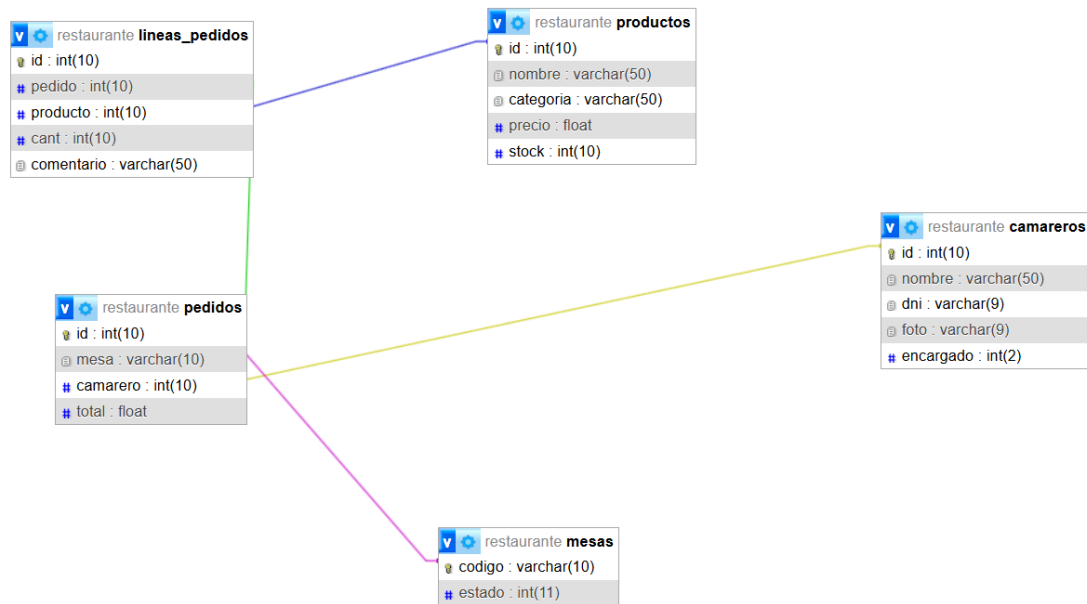 restaurante lineas_pedidos
id : int(10)
pedido : int(10)
producto : int(10)
cant : int(10)
comentario : varchar(50)
restaurante productos
id : int(10)
nombre : varchar(50)
categoria : varchar(50)
precio : float
stock : int(10)
restaurante camareros
id : int(10)
nombre : varchar(50)
dni : varchar(9)
foto : varchar(9)
encargado : int(2)
restaurante pedidos
id : int(10)
mesa : varchar(10)
camarero : int(10)
total : float
restaurante mesas
codigo : varchar(10)
estado : int(11)